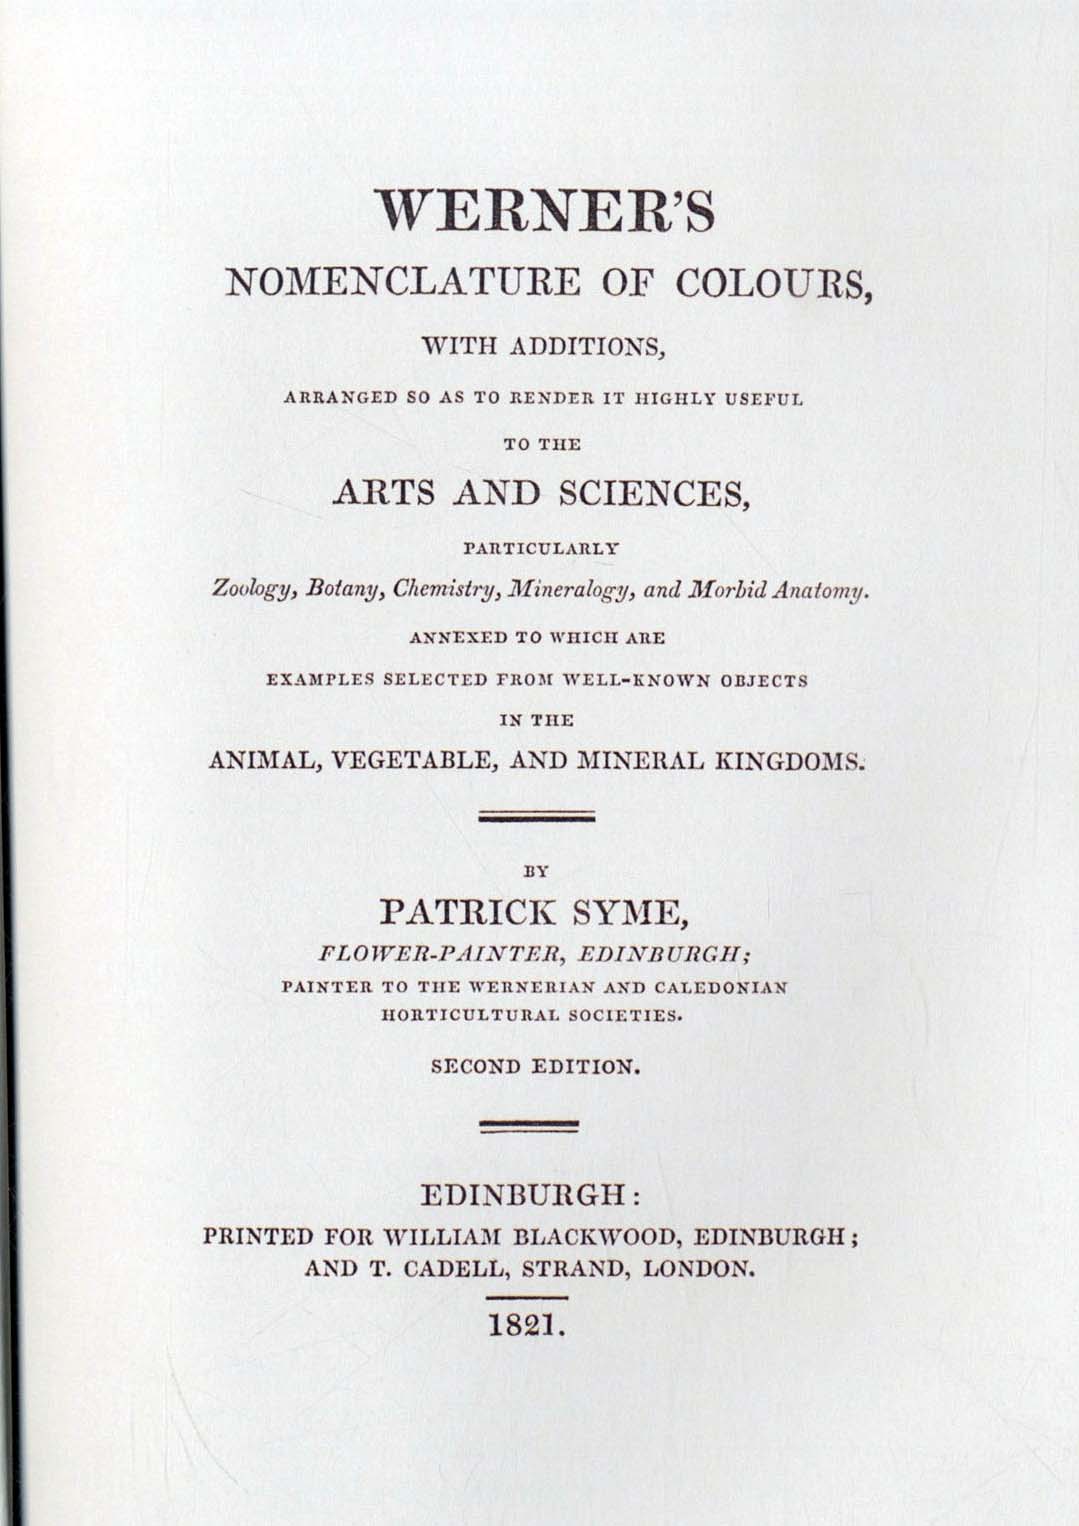 WERNER'S
NOMENCLATURE OF COLOURS,
WITH ADDITIONS,
ARRANGED SO AS TO RENDER IT HIGHLY USEFUL
TO THE
ARTS AND SCIENCES,
PARTICULARLY
Zoology, Botany, Chemistry, Mineralogy, and Morbid Anatomy.
ANNEXED TO WHICH ARE
EXAMPLES SELECTED FROM WELL-KNOWN OBJECTS
IN THE
ANIMAL, VEGETABLE, AND MINERAL KINGDOMS.
BY
PATRICK SYME,
FLOWER-PAINTER, EDINBURGH;
PAINTER TO THE WERNERIAN AND CALEDONIAN
HORTICULTURAL SOCIETIES.
SECOND EDITION.
EDINBURGH:
PRINTED FOR WILLIAM BLACKWOOD, EDINBURGH;
AND T. CADELL, STRAND, LONDON.
1821.